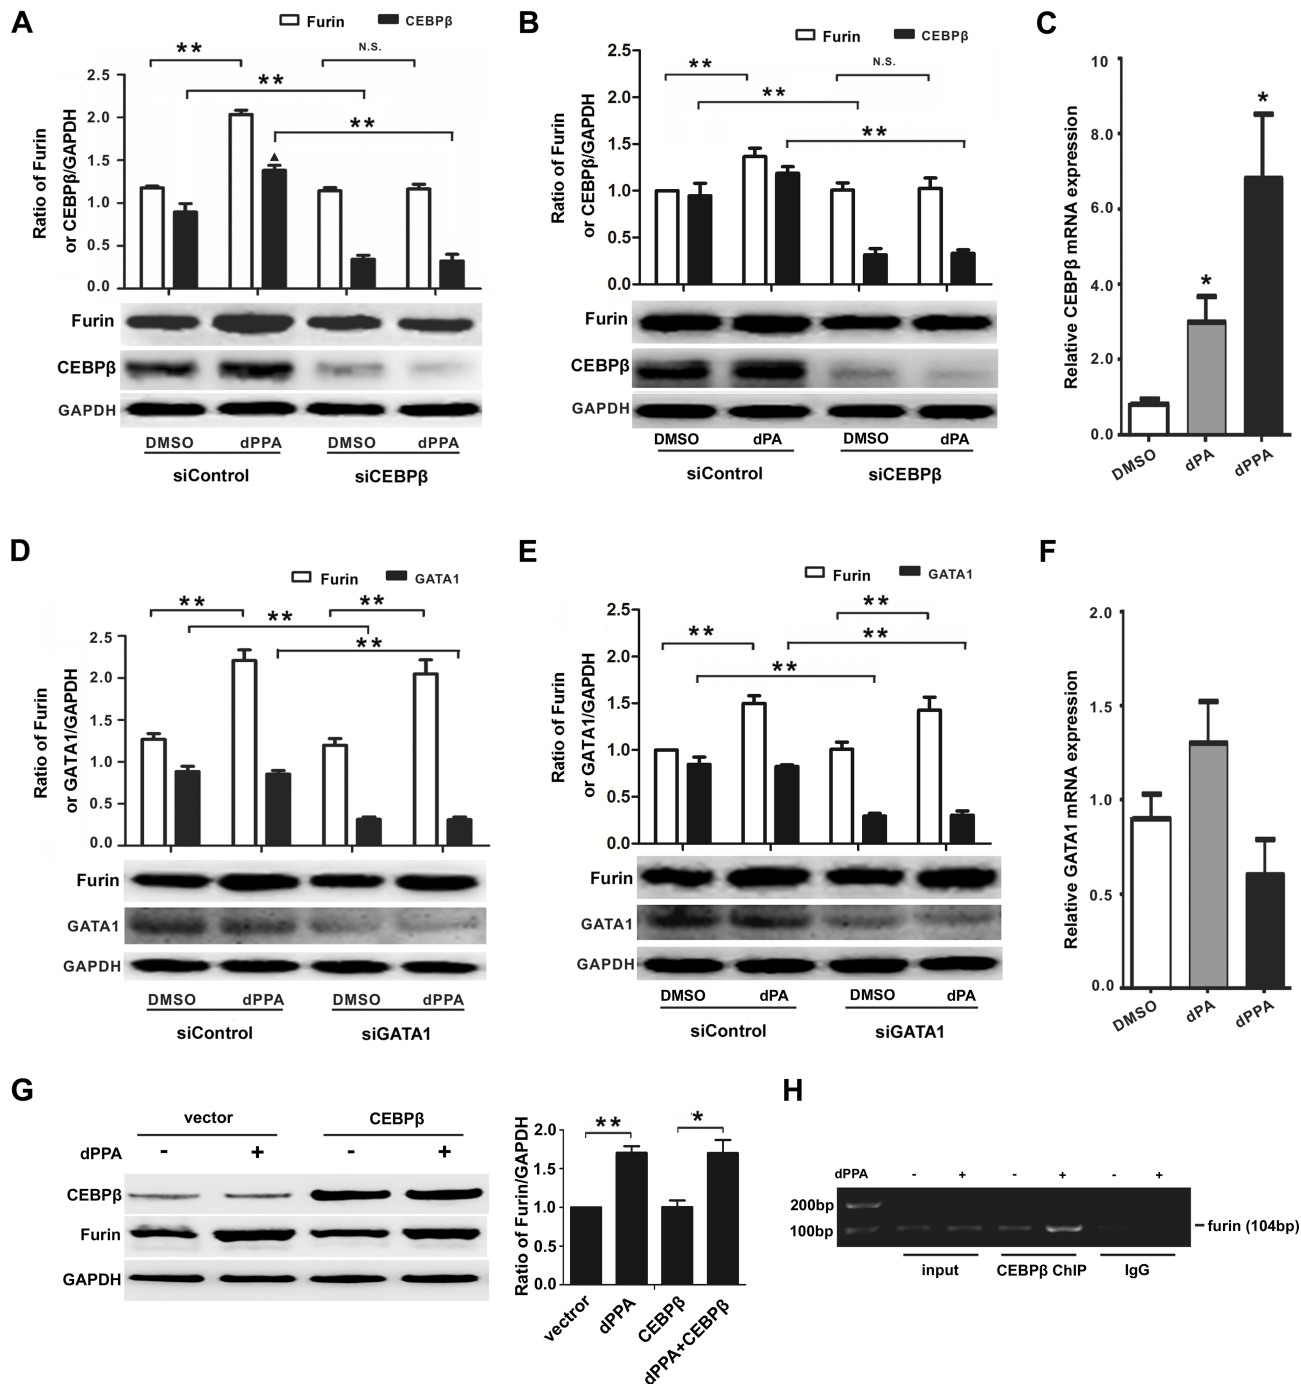 A
Furin
CEBPβ
**
N.S.
**
**
2.5
2.0
1.5
1.0
0.5
0.0
Ratio of Furin
or CEBPβ/GAPDH
▲
Furin
CEBPβ
GAPDH
DMSO dPPA DMSO dPPA
siControl siCEBPβ
B
Furin
CEBPβ
**
N.S.
**
**
2.5
2.0
1.5
1.0
0.5
0.0
Ratio of Furin
or CEBPβ/GAPDH
Furin
CEBPβ
GAPDH
DMSO dPA DMSO dPA
siControl siCEBPβ
C
10
8.0
6.0
4.0
2.0
0.0
Relative CEBPβ mRNA expression
*
*
DMSO
dPA
dPPA
D
Furin
GATA1
**
**
**
**
2.5
2.0
1.5
1.0
0.5
0.0
Ratio of Furin
or GATA1/GAPDH
Furin
GATA1
GAPDH
DMSO dPPA DMSO dPPA
siControl siGATA1
E
Furin
GATA1
**
**
**
**
2.5
2.0
1.5
1.0
0.5
0.0
Ratio of Furin
or GATA1/GAPDH
Furin
GATA1
GAPDH
DMSO dPA DMSO dPA
siControl siGATA1
F
2.0
1.5
1.0
0.5
0.0
Relative GATA1 mRNA expression
DMSO
dPA
dPPA
G
vector CEBPβ
dPPA - + - +
CEBPβ
Furin
GAPDH
2.0
1.5
1.0
0.5
0.0
Ratio of Furin/GAPDH
**
*
vectror
dPPA
CEBPβ
dPPA+CEBPβ
H
dPPA - + - + - +
200bp
100bp
furin (104bp)
input CEBPβ ChIP IgG